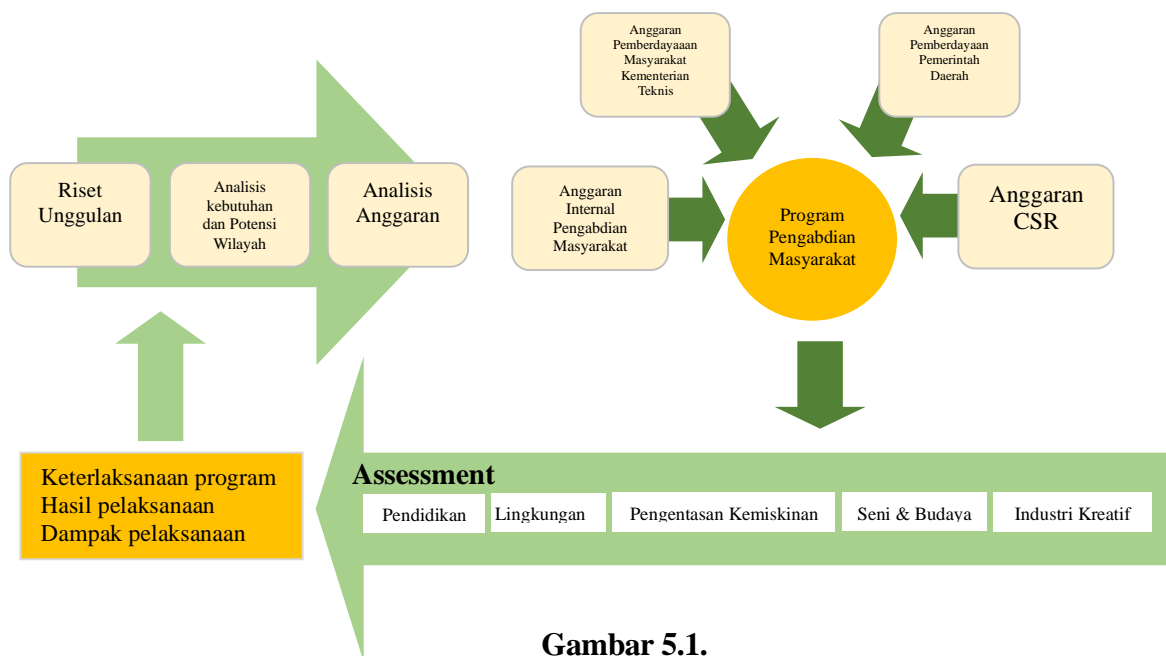 Anggaran
Pemberdayaaan
Masyarakat
Kementerian
Teknis
Anggaran
Pemberdayaan
Pemerintah
Daerah
Riset
Unggulan
Analisis
kebutuhan
dan Potensi
Wilayah
Analisis
Anggaran
Anggaran
Internal
Pengabdian
Masyarakat
Program
Pengabdian
Masyarakat
Anggaran
CSR
Keterlaksanaan program
Hasil pelaksanaan
Dampak pelaksanaan
Assessment
Pendidikan
Lingkungan
Pengentasan Kemiskinan
Seni & Budaya
Industri Kreatif
Gambar 5.1.